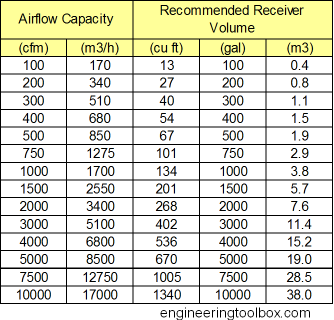 Airflow Capacity Recommended Receiver
Volume
(cfm) (m3/h) (cu ft) (gal) (m3)
100 170 13 100 0.4
200 340 27 200 0.8
300 510 40 300 1.1
400 680 54 400 1.5
500 850 67 500 1.9
750 1275 101 750 2.9
1000 1700 134 1000 3.8
1500 2550 201 1500 5.7
2000 3400 268 2000 7.6
3000 5100 402 3000 11.4
4000 6800 536 4000 15.2
5000 8500 670 5000 19.0
7500 12750 1005 7500 28.5
10000 17000 1340 10000 38.0
engineeringtoolbox.com